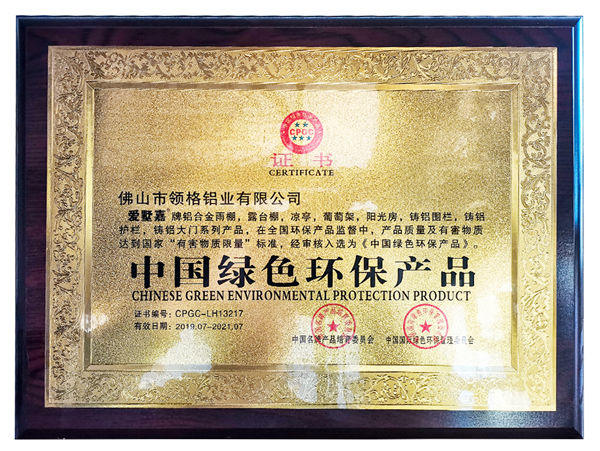 CPGC
证 书
CERTIFICATE
佛山市领格铝业有限公司
爱墅嘉 牌铝合金雨棚，露台棚，凉亭，葡萄架，阳光房，铸铝围栏，铸铝
护栏，铸铝大门系列产品，在全国环保产品监督中，产品质量及有害物质
达到国家“有害物质限量”标准，经审核入选为《中国绿色环保产品》。
中国绿色环保产品
CHINESE GREEN ENVIRONMENTAL PROTECTION PRODUCT
证书编号：CPGC-LH13217
有效日期：2019.07-2021.07
中国名牌产品培育委员会 中国国际绿色环保管理委员会